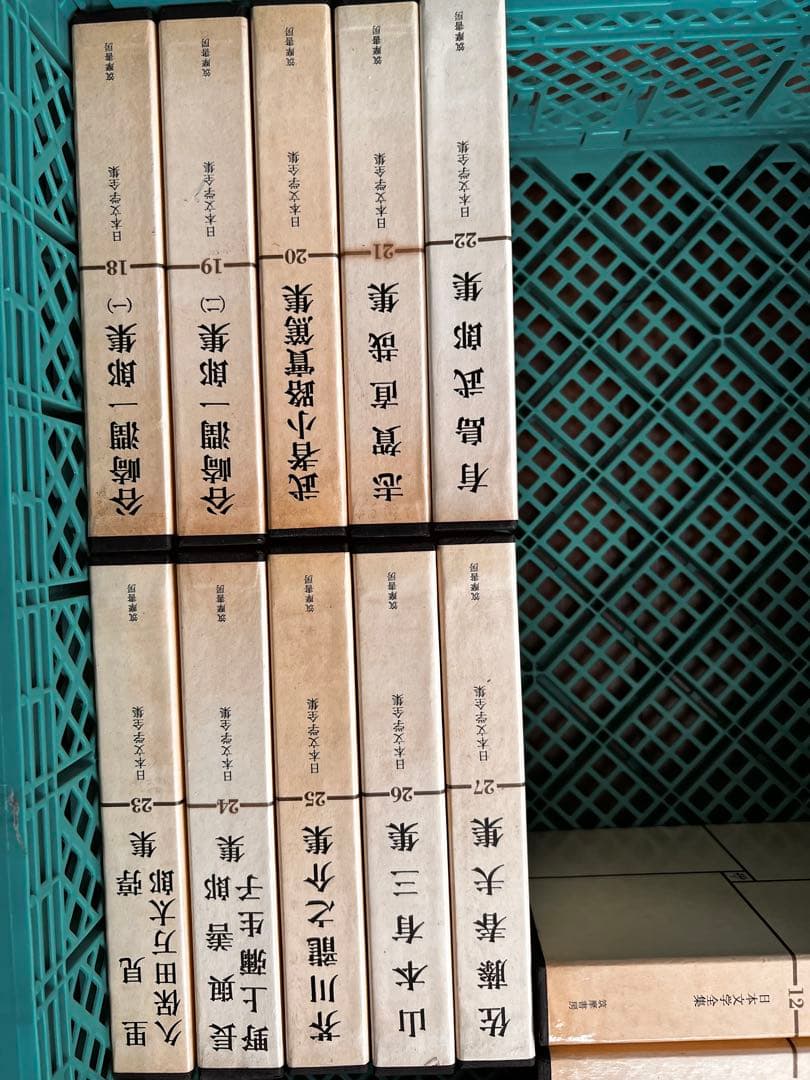 谷崎潤一郎集(一)
18
日本文学全集
筑摩書房
谷崎潤一郎集(二)
19
日本文学全集
筑摩書房
武者小路實篤集
20
日本文学全集
筑摩書房
志賀直哉集
21
日本文学全集
筑摩書房
有島武郎集
22
日本文学全集
筑摩書房
里見弴
久保田万太郎
集
23
日本文学全集
筑摩書房
長與善郎
野上彌生子
集
24
日本文学全集
筑摩書房
芥川龍之介集
25
日本文学全集
筑摩書房
山本有三集
26
日本文学全集
筑摩書房
佐藤春夫集
27
日本文学全集
筑摩書房
12
日本文学全集
筑摩書房